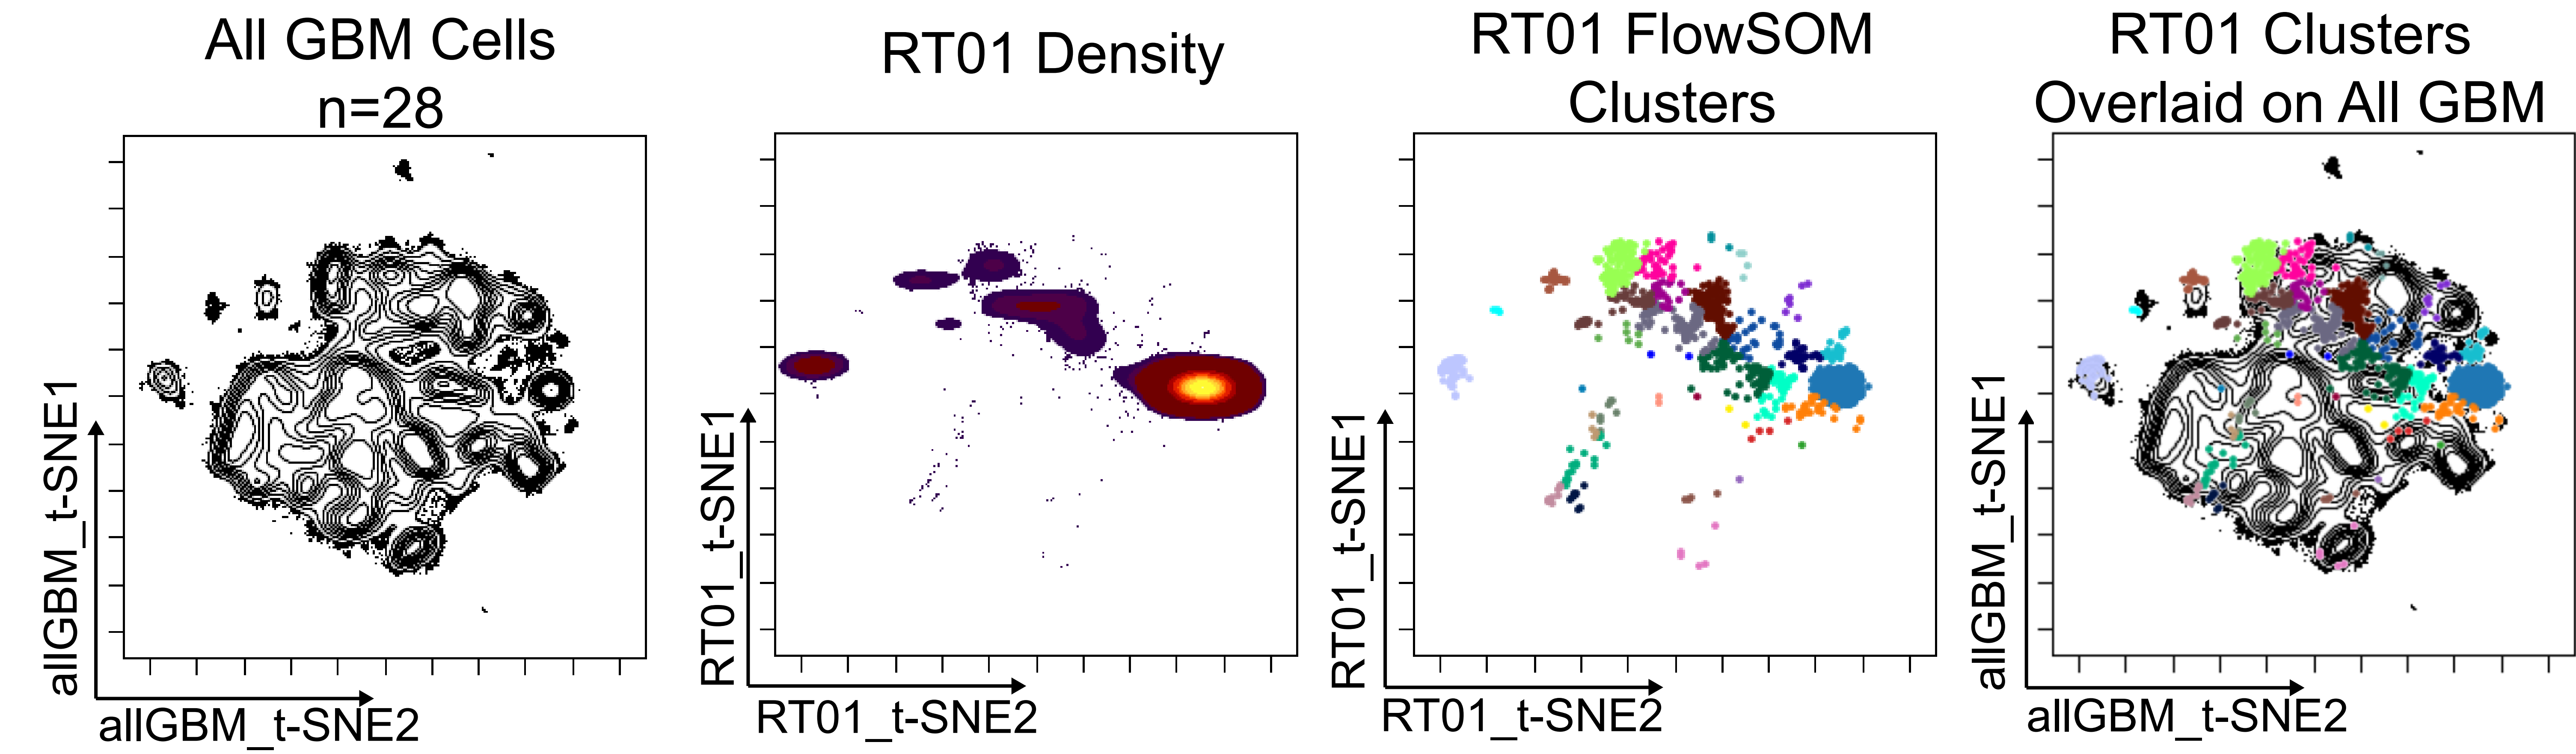 All GBM Cells
n=28
allGBM_t-SNE1
allGBM_t-SNE2
RT01 Density
RT01_t-SNE1
RT01_t-SNE2
RT01 FlowSOM
Clusters
RT01_t-SNE1
RT01_t-SNE2
RT01 Clusters
Overlaid on All GBM
allGBM_t-SNE1
allGBM_t-SNE2